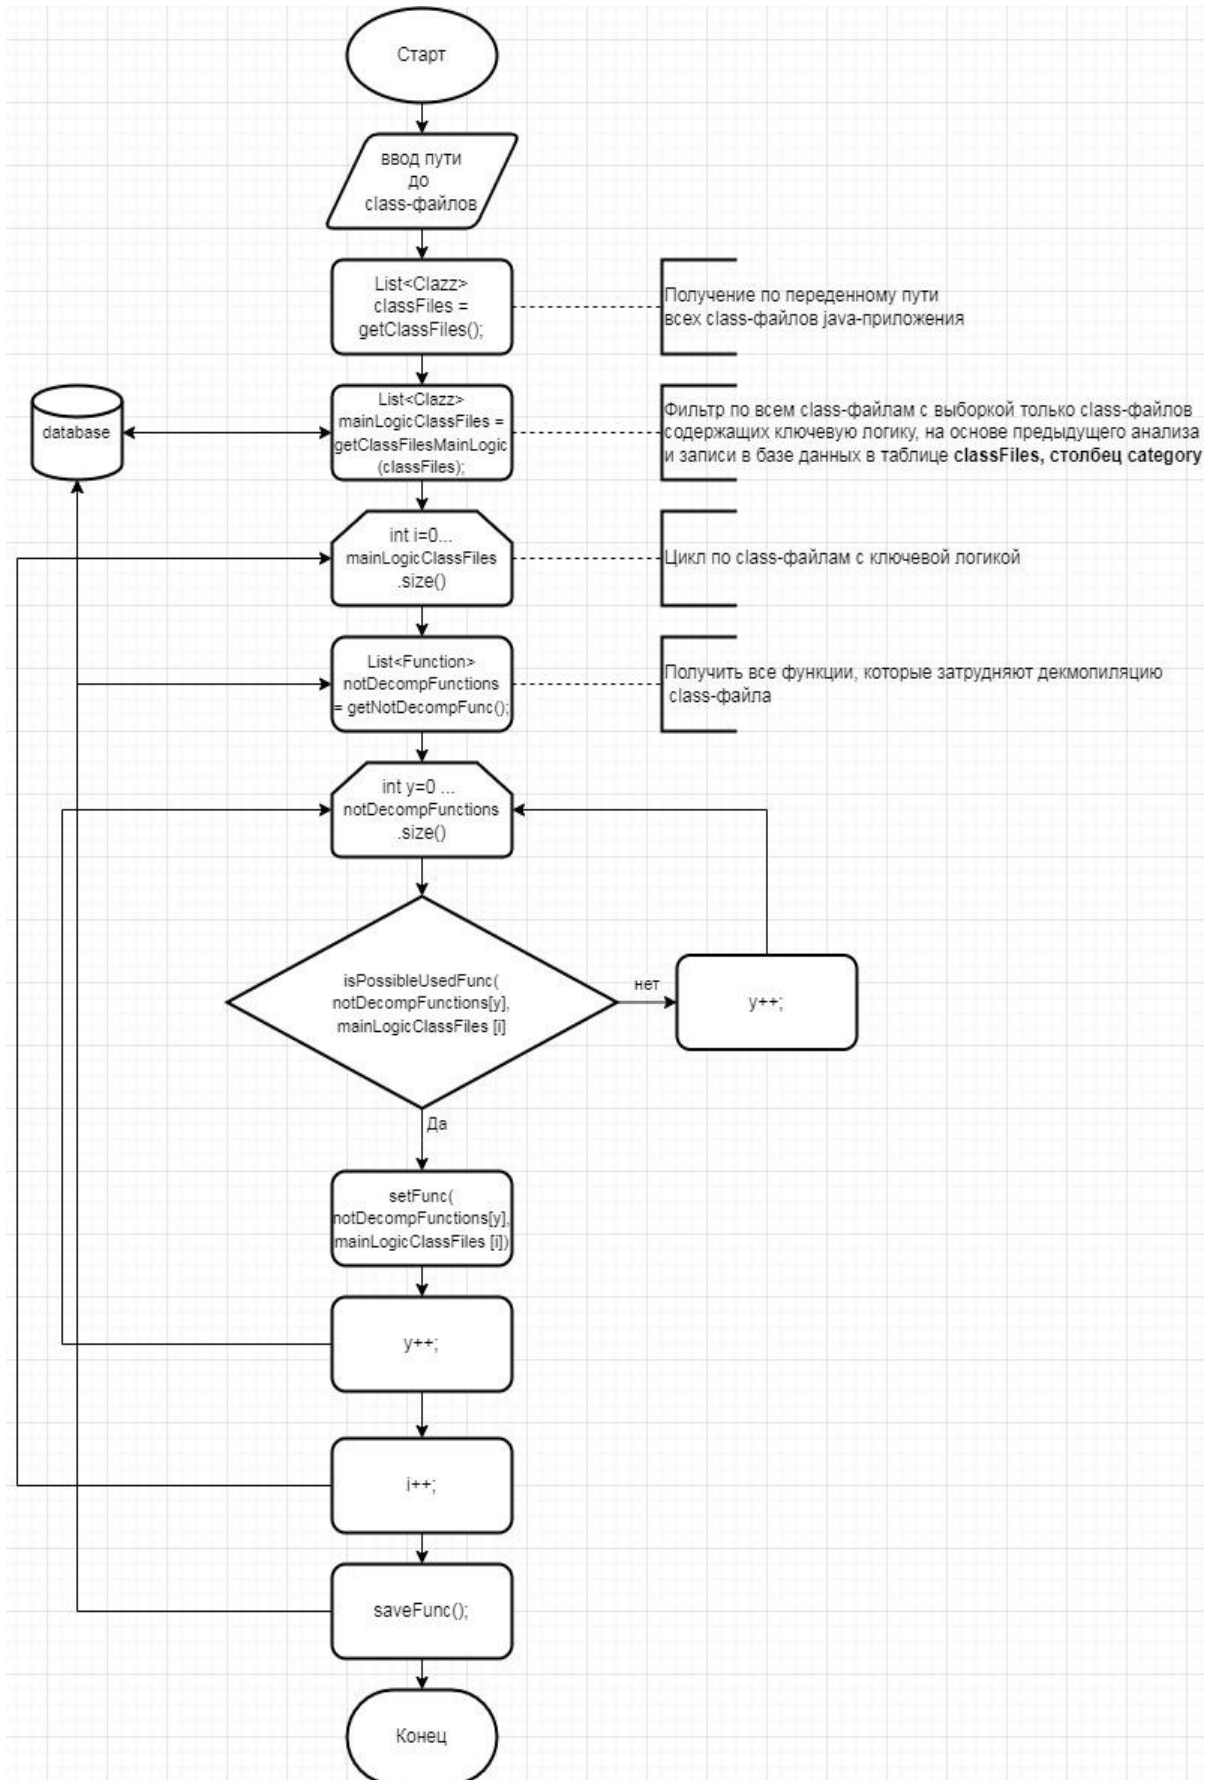 Старт
ввод пути
до
class-файлов
List<Clazz>
classFiles =
getClassFiles();
Получение по переденному пути
всех class-файлов java-приложения
database
List<Clazz>
mainLogicClassFiles =
getClassFilesMainLogic
(classFiles);
Фильтр по всем class-файлам с выборкой только class-файлов
содержащих ключевую логику, на основе предыдущего анализа
и записи в базе данных в таблице classFiles, столбец category
int i=0...
mainLogicClassFiles
.size()
Цикл по class-файлам с ключевой логикой
List<Function>
notDecompFunctions
= getNotDecompFunc();
Получить все функции, которые затрудняют декмопиляцию
class-файла
int y=0 ...
notDecompFunctions
.size()
isPossibleUsedFunc(
notDecompFunctions[y],
mainLogicClassFiles [i]
нет
y++;
Да
setFunc(
notDecompFunctions[y],
mainLogicClassFiles [i])
y++;
i++;
saveFunc();
Конец